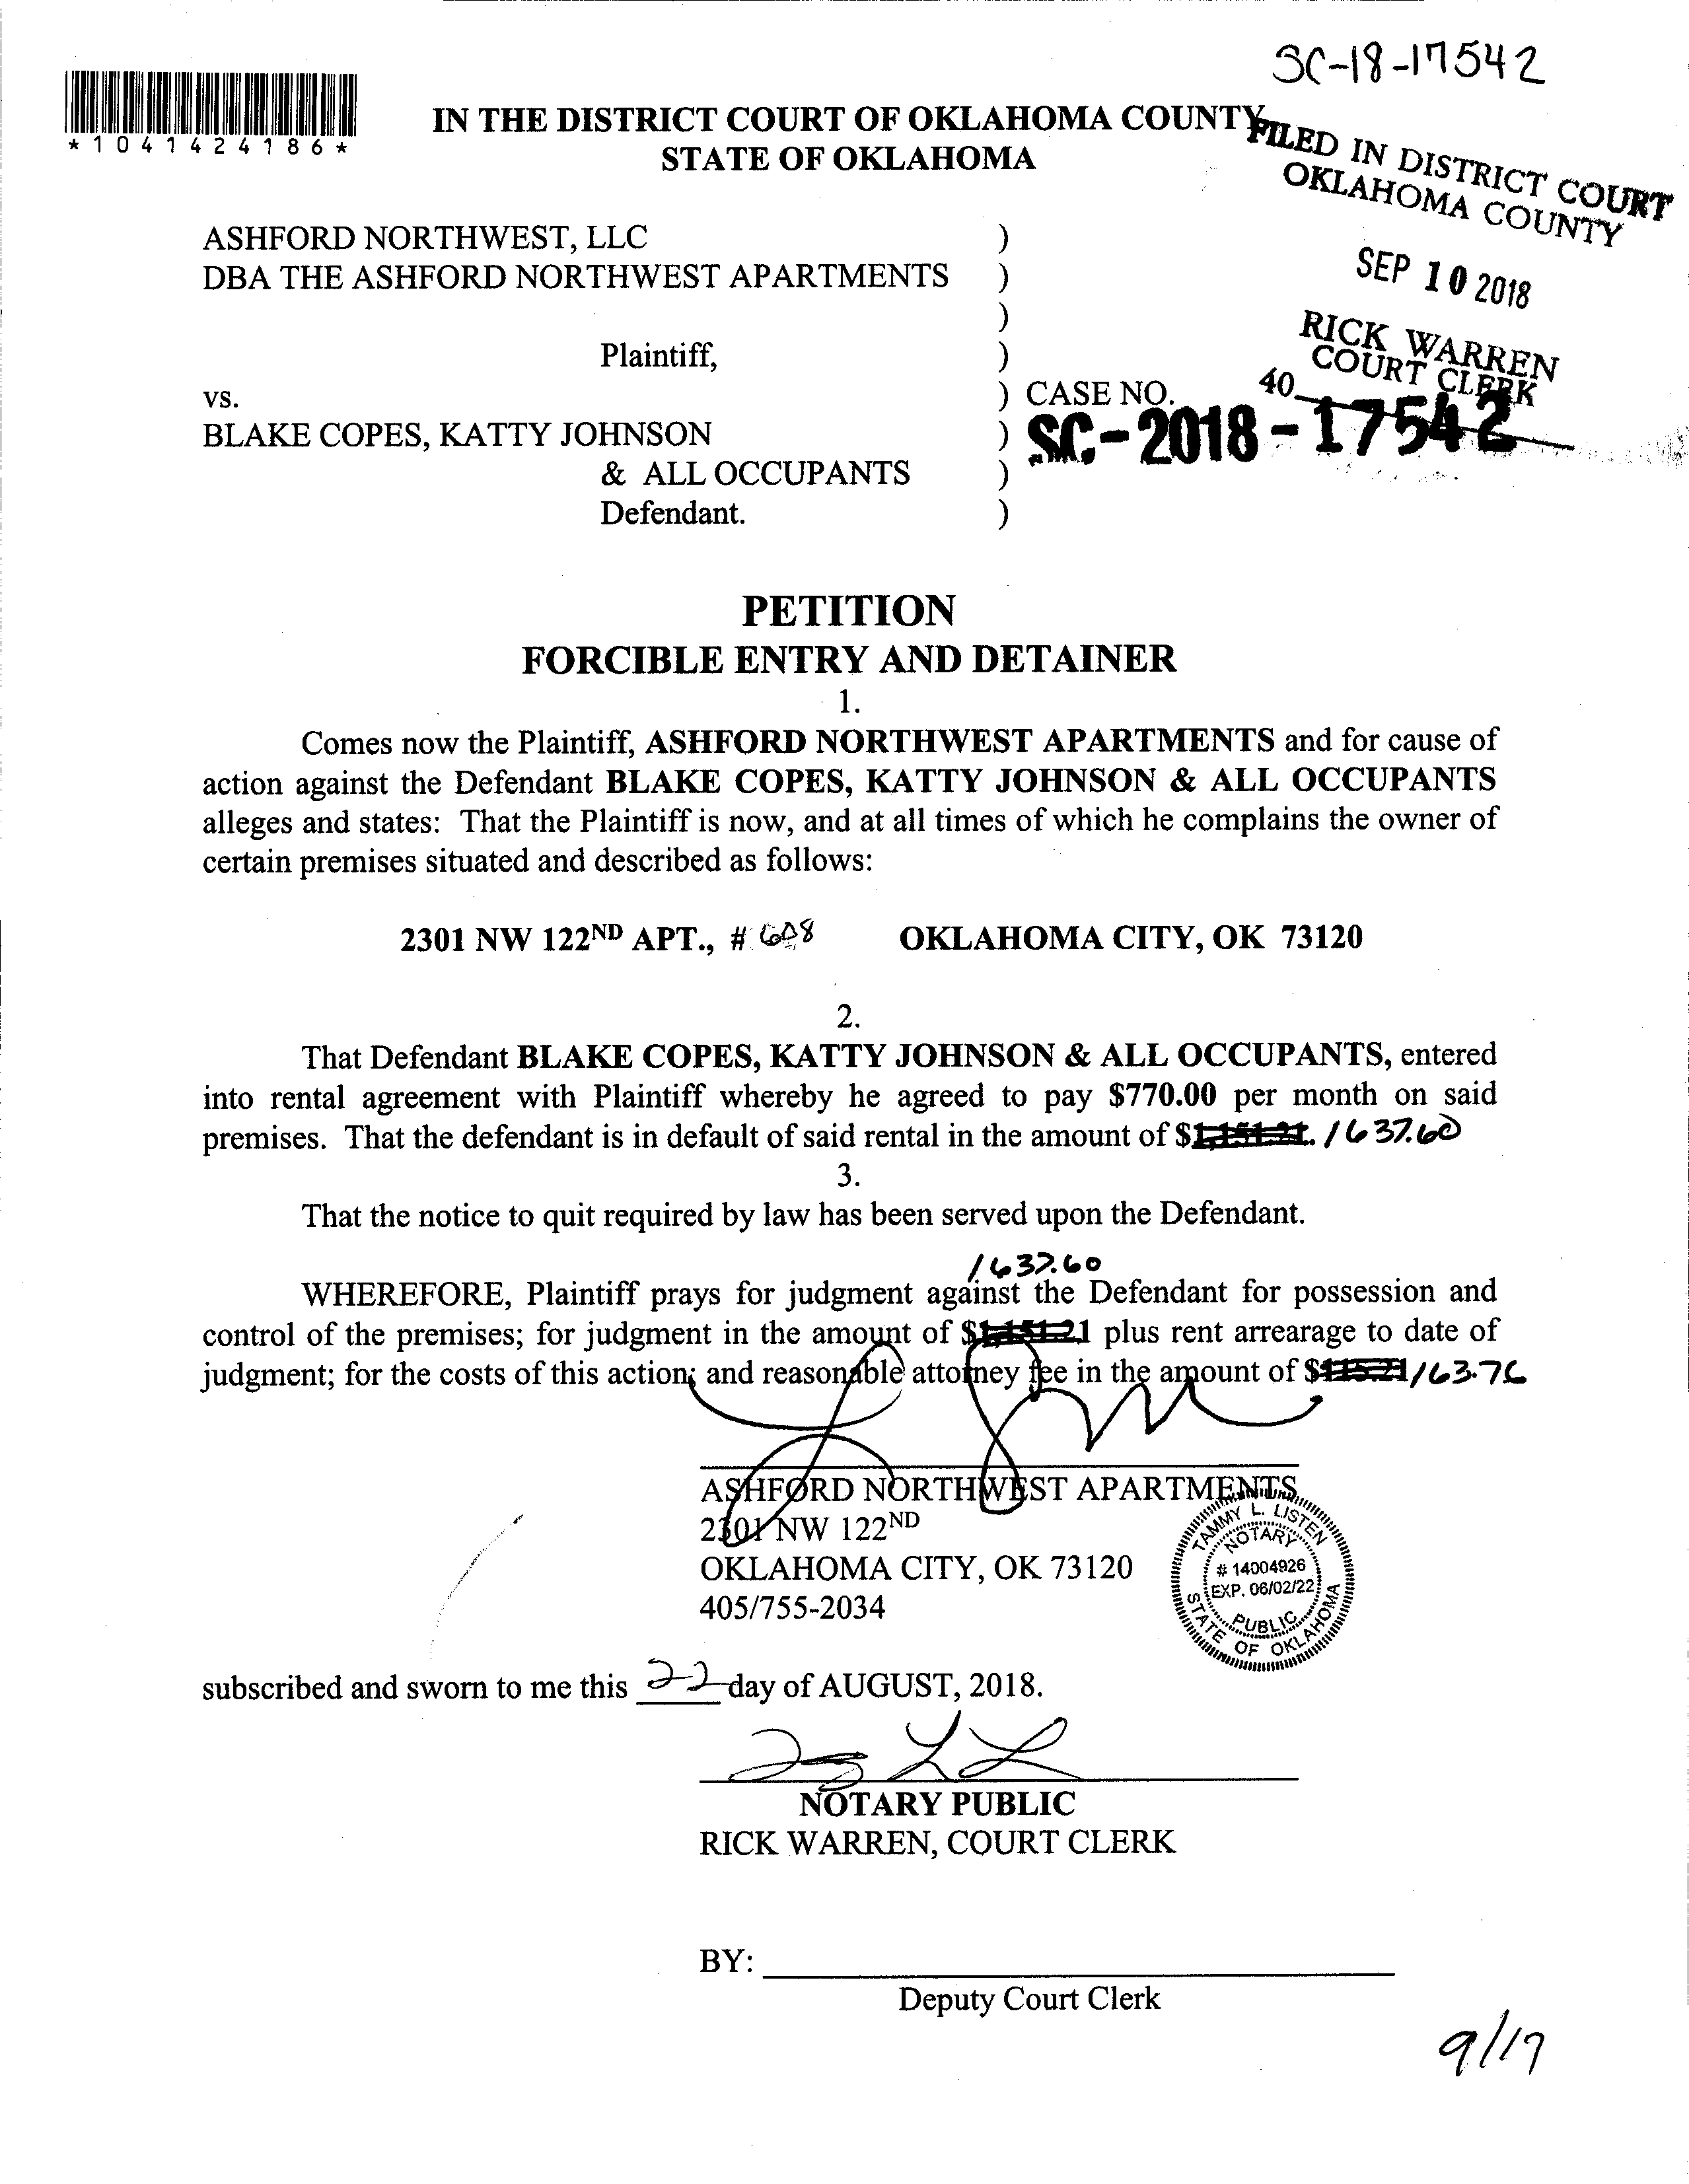 SC-18-17542
*1041424186*
IN THE DISTRICT COURT OF OKLAHOMA COUNTY
STATE OF OKLAHOMA
FILED IN DISTRICT COURT
OKLAHOMA COUNTY
SEP 10 2018
RICK WARREN
COURT CLERK
40
ASHFORD NORTHWEST, LLC )
DBA THE ASHFORD NORTHWEST APARTMENTS )
)
Plaintiff, )
vs. ) CASE NO.
BLAKE COPES, KATTY JOHNSON ) SC-2018-17542
& ALL OCCUPANTS )
Defendant. )
PETITION
FORCIBLE ENTRY AND DETAINER
1.
Comes now the Plaintiff, ASHFORD NORTHWEST APARTMENTS and for cause of
action against the Defendant BLAKE COPES, KATTY JOHNSON & ALL OCCUPANTS
alleges and states: That the Plaintiff is now, and at all times of which he complains the owner of
certain premises situated and described as follows:
2301 NW 122ND APT., # 608 OKLAHOMA CITY, OK 73120
2.
That Defendant BLAKE COPES, KATTY JOHNSON & ALL OCCUPANTS, entered
into rental agreement with Plaintiff whereby he agreed to pay $770.00 per month on said
premises. That the defendant is in default of said rental in the amount of $1,151.21. 1637.60
3.
That the notice to quit required by law has been served upon the Defendant.
1637.60
WHEREFORE, Plaintiff prays for judgment against the Defendant for possession and
control of the premises; for judgment in the amount of $1,151.21 plus rent arrearage to date of
judgment; for the costs of this action; and reasonable attorney fee in the amount of $115.21 163.76
ASHFORD NORTHWEST APARTMENTS
2301 NW 122ND
OKLAHOMA CITY, OK 73120
405/755-2034
TAMMY L. LISTEN
NOTARY
# 14004926
EXP. 06/02/22
PUBLIC
STATE OF OKLAHOMA
subscribed and sworn to me this 22 day of AUGUST, 2018.
NOTARY PUBLIC
RICK WARREN, COURT CLERK
BY:
Deputy Court Clerk
9/17